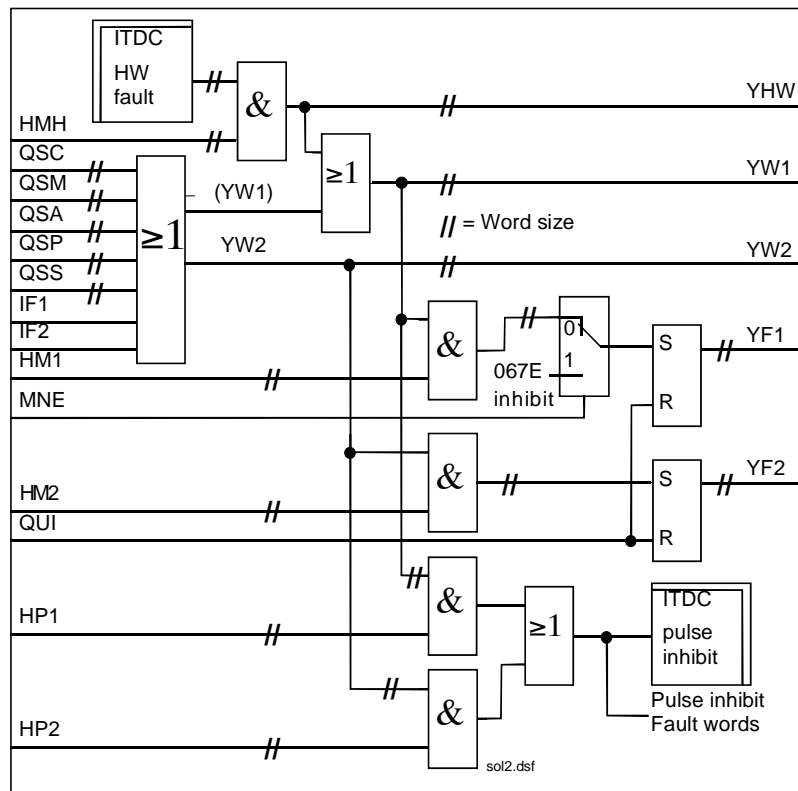 ITDC
HW
fault
&
YHW
HMH
QSC
QSM
QSA
QSP
QSS
IF1
IF2
HM1
MNE
≥1
(YW1)
YW2
≥1
YW1
// = Word size
YW2
&
0
1
067E
inhibit
S
R
YF1
HM2
QUI
&
S
R
YF2
HP1
&
≥1
ITDC
pulse
inhibit
HP2
&
Pulse inhibit
Fault words
sol2.dsf